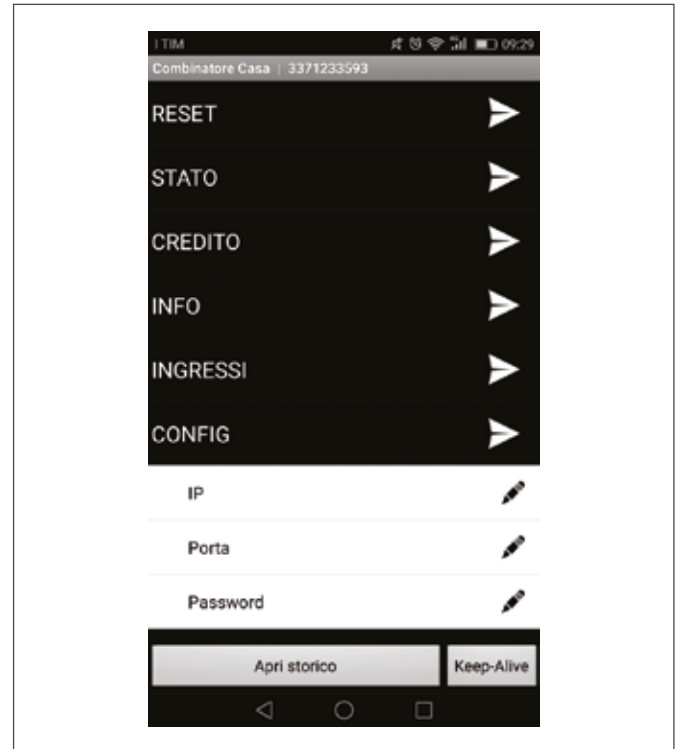 I TIM 09:29
Combinatore Casa | 3371233593
RESET
STATO
CREDITO
INFO
INGRESSI
CONFIG
IP
Porta
Password
Apri storico Keep-Alive